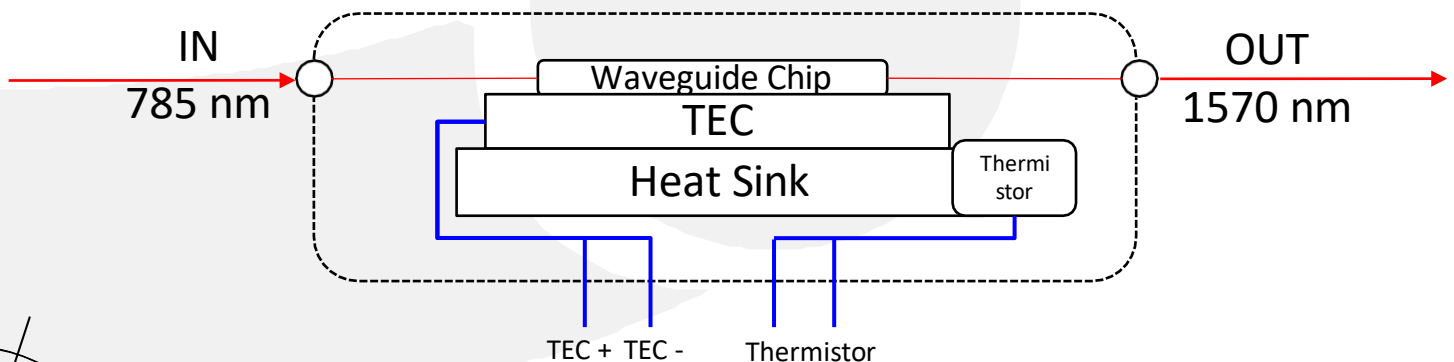 IN
785 nm
Waveguide Chip
TEC
Heat Sink
Thermi
stor
OUT
1570 nm
TEC + TEC -
Thermistor